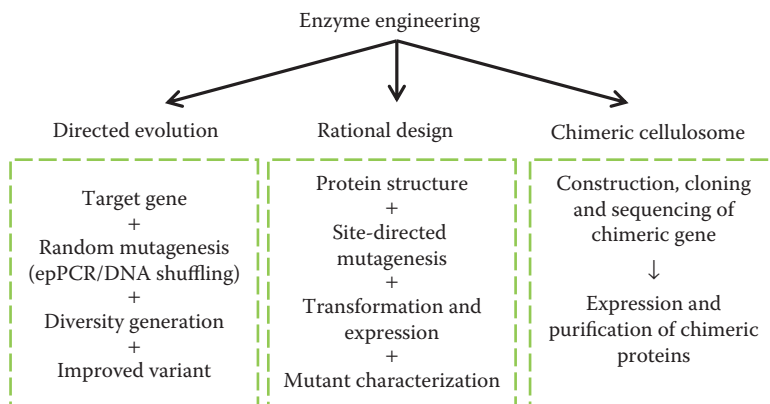 Enzyme engineering
Directed evolution
Target gene
+
Random mutagenesis
(epPCR/DNA shuffling)
+
Diversity generation
+
Improved variant
Rational design
Protein structure
+
Site-directed
mutagenesis
+
Transformation and
expression
+
Mutant characterization
Chimeric cellulosome
Construction, cloning
and sequencing of
chimeric gene
↓
Expression and
purification of chimeric
proteins